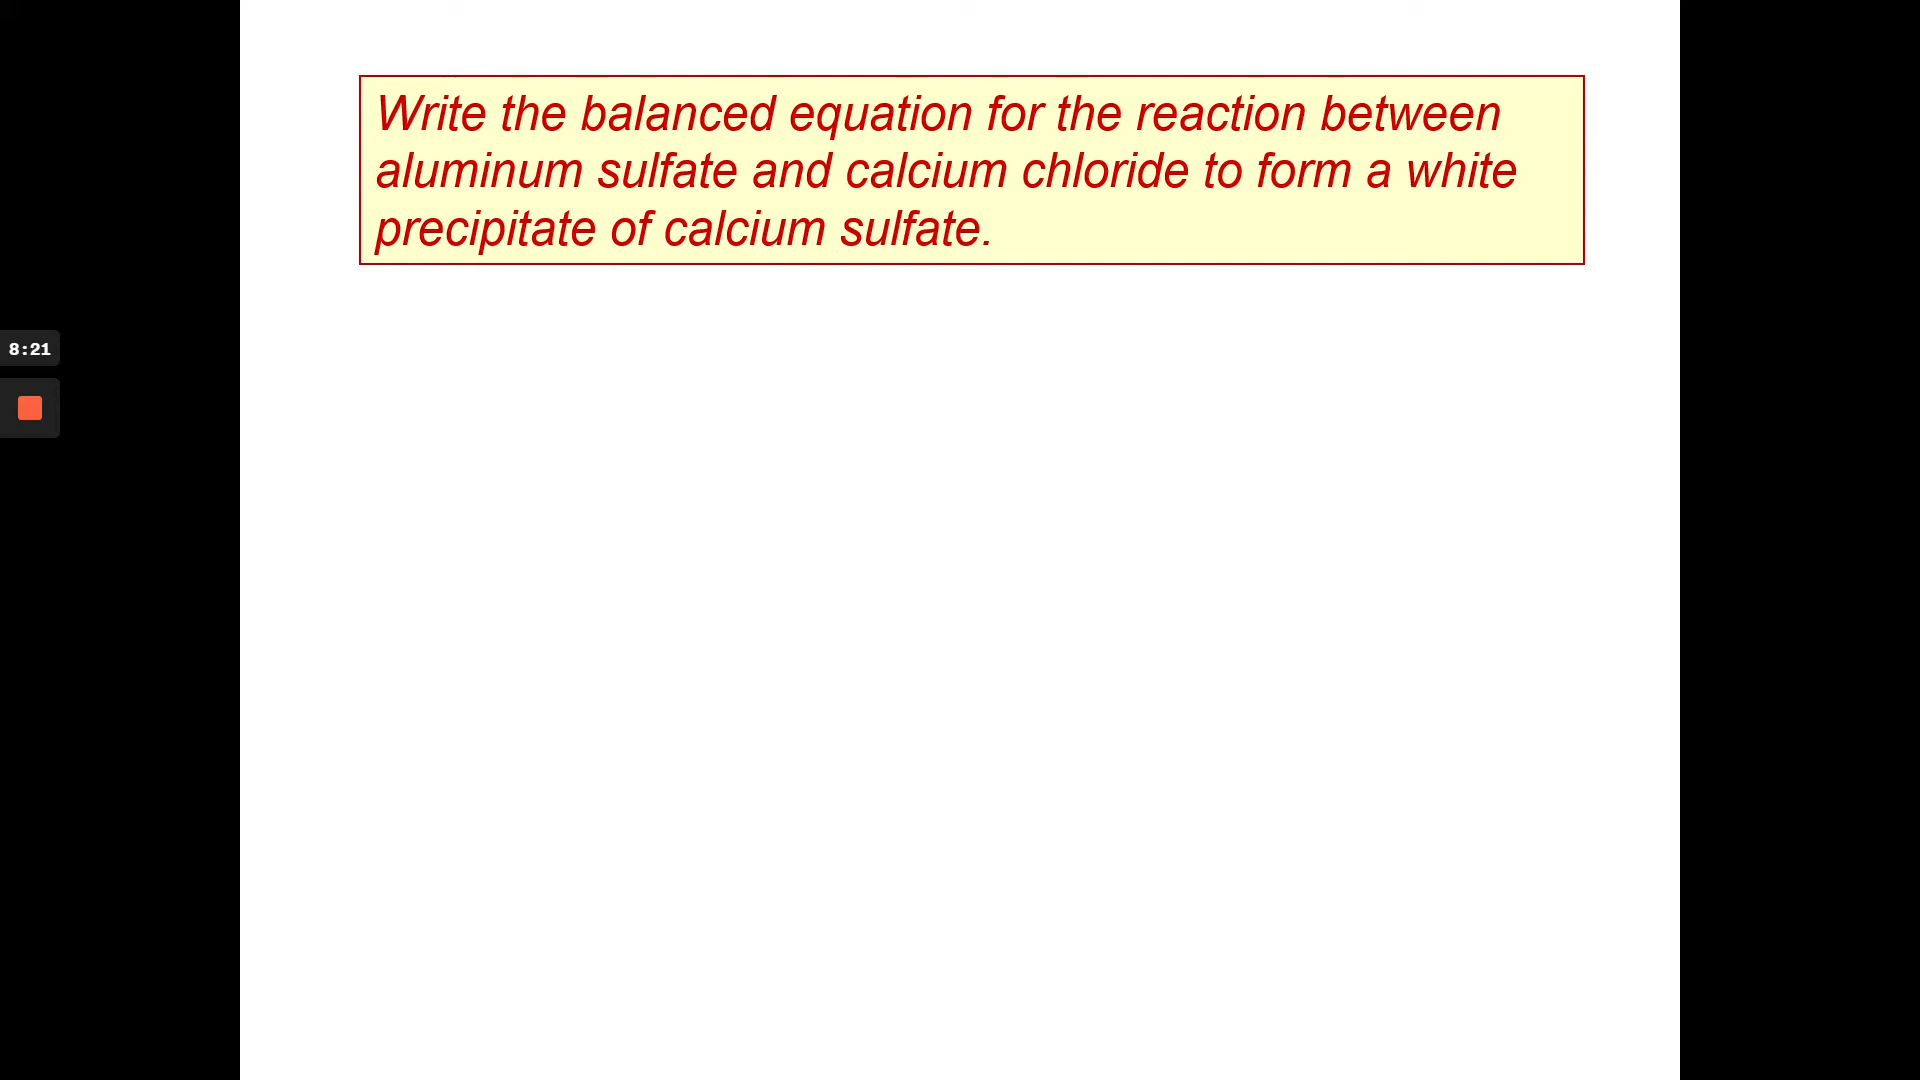 Write the balanced equation for the reaction between
aluminum sulfate and calcium chloride to form a white
precipitate of calcium sulfate.
8:21